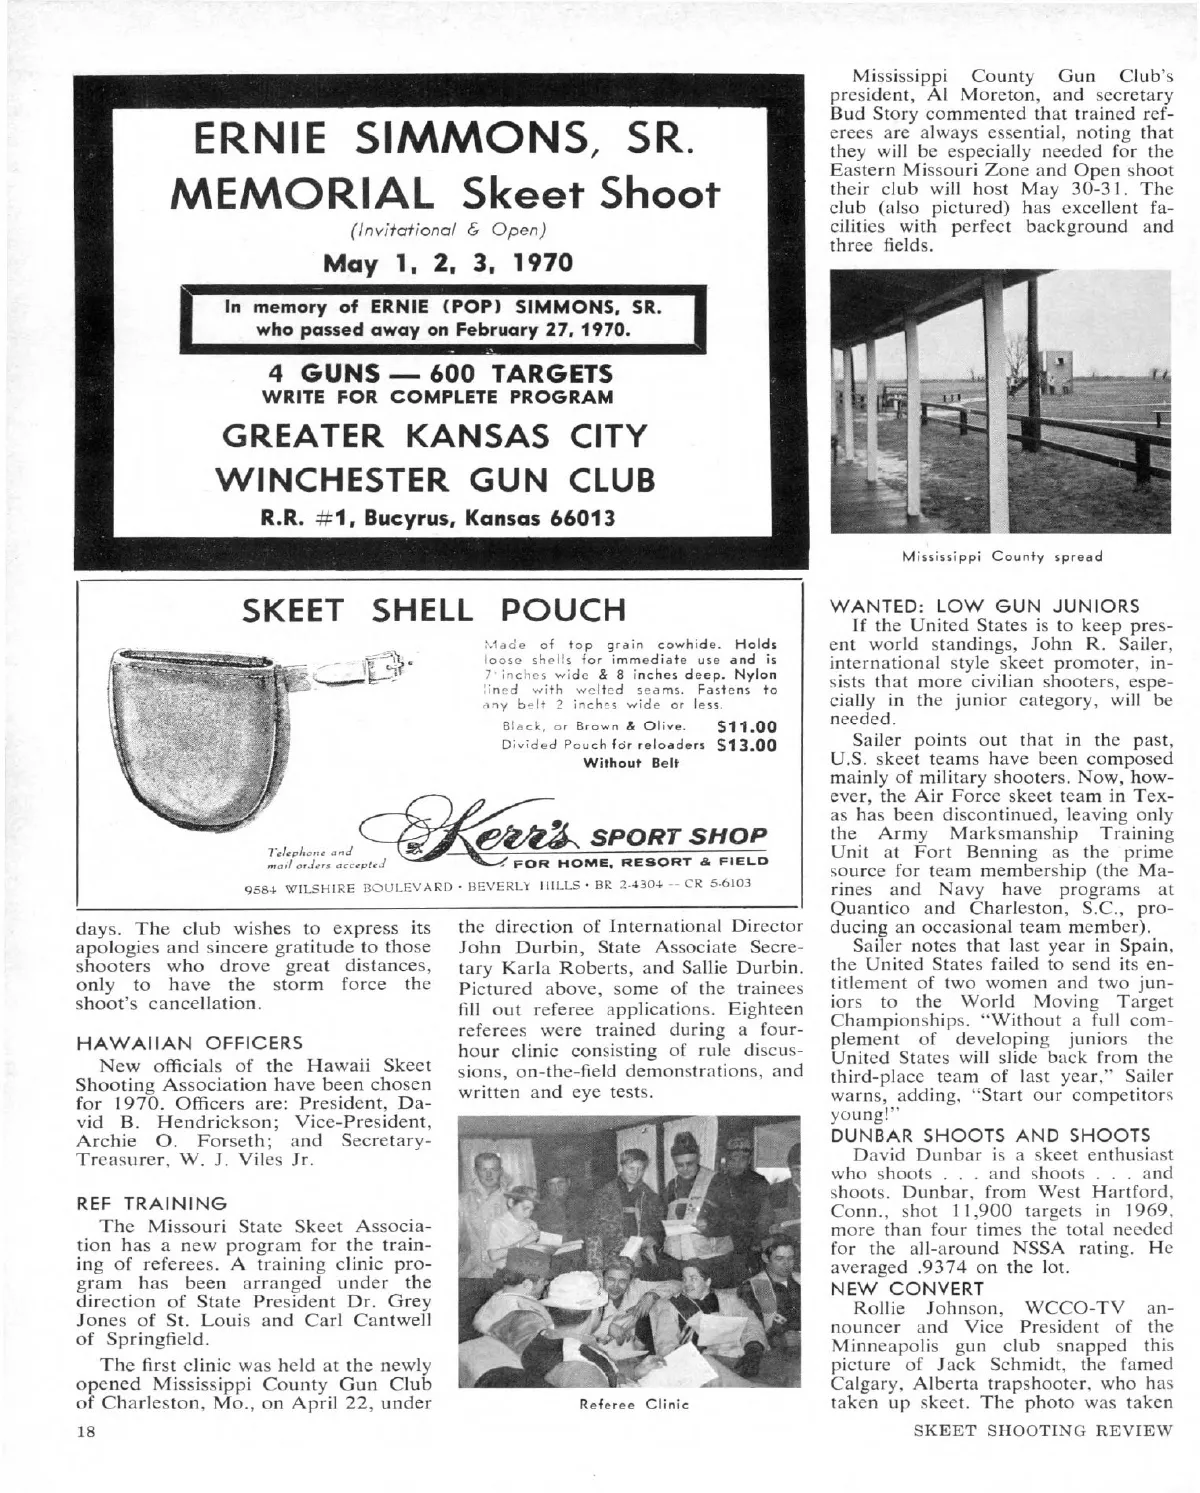 ERNIE SIMMONS, SR.
MEMORIAL Skeet Shoot
(Invitational & Open)
May 1, 2, 3, 1970
In memory of ERNIE (POP) SIMMONS, SR.
who passed away on February 27, 1970.
4 GUNS — 600 TARGETS
WRITE FOR COMPLETE PROGRAM
GREATER KANSAS CITY
WINCHESTER GUN CLUB
R.R. #1, Bucyrus, Kansas 66013
SKEET SHELL POUCH
Made of top grain cowhide. Holds
loose shells for immediate use and is
7 inches wide & 8 inches deep. Nylon
lined with welted seams. Fastens to
any belt 2 inches wide or less.
Black, or Brown & Olive. $11.00
Divided Pouch for reloaders $13.00
Without Belt
Telephone and
mail orders accepted
Kerr's SPORT SHOP
FOR HOME, RESORT & FIELD
9584 WILSHIRE BOULEVARD • BEVERLY HILLS • BR 2-4304 -- CR 5-6103
days. The club wishes to express its
apologies and sincere gratitude to those
shooters who drove great distances,
only to have the storm force the
shoot's cancellation.
HAWAIIAN OFFICERS
New officials of the Hawaii Skeet
Shooting Association have been chosen
for 1970. Officers are: President, Da-
vid B. Hendrickson; Vice-President,
Archie O. Forseth; and Secretary-
Treasurer, W. J. Viles Jr.
REF TRAINING
The Missouri State Skeet Associa-
tion has a new program for the train-
ing of referees. A training clinic pro-
gram has been arranged under the
direction of State President Dr. Grey
Jones of St. Louis and Carl Cantwell
of Springfield.
The first clinic was held at the newly
opened Mississippi County Gun Club
of Charleston, Mo., on April 22, under
the direction of International Director
John Durbin, State Associate Secre-
tary Karla Roberts, and Sallie Durbin.
Pictured above, some of the trainees
fill out referee applications. Eighteen
referees were trained during a four-
hour clinic consisting of rule discus-
sions, on-the-field demonstrations, and
written and eye tests.
Referee Clinic
Mississippi County Gun Club's
president, Al Moreton, and secretary
Bud Story commented that trained ref-
erees are always essential, noting that
they will be especially needed for the
Eastern Missouri Zone and Open shoot
their club will host May 30-31. The
club (also pictured) has excellent fa-
cilities with perfect background and
three fields.
Mississippi County spread
WANTED: LOW GUN JUNIORS
If the United States is to keep pres-
ent world standings, John R. Sailer,
international style skeet promoter, in-
sists that more civilian shooters, espe-
cially in the junior category, will be
needed.
Sailer points out that in the past,
U.S. skeet teams have been composed
mainly of military shooters. Now, how-
ever, the Air Force skeet team in Tex-
as has been discontinued, leaving only
the Army Marksmanship Training
Unit at Fort Benning as the prime
source for team membership (the Ma-
rines and Navy have programs at
Quantico and Charleston, S.C., pro-
ducing an occasional team member).
Sailer notes that last year in Spain,
the United States failed to send its en-
titlement of two women and two jun-
iors to the World Moving Target
Championships. "Without a full com-
plement of developing juniors the
United States will slide back from the
third-place team of last year," Sailer
warns, adding, "Start our competitors
young!"
DUNBAR SHOOTS AND SHOOTS
David Dunbar is a skeet enthusiast
who shoots . . . and shoots . . . and
shoots. Dunbar, from West Hartford,
Conn., shot 11,900 targets in 1969,
more than four times the total needed
for the all-around NSSA rating. He
averaged .9374 on the lot.
NEW CONVERT
Rollie Johnson, WCCO-TV an-
nouncer and Vice President of the
Minneapolis gun club snapped this
picture of Jack Schmidt, the famed
Calgary, Alberta trapshooter, who has
taken up skeet. The photo was taken
18
SKEET SHOOTING REVIEW